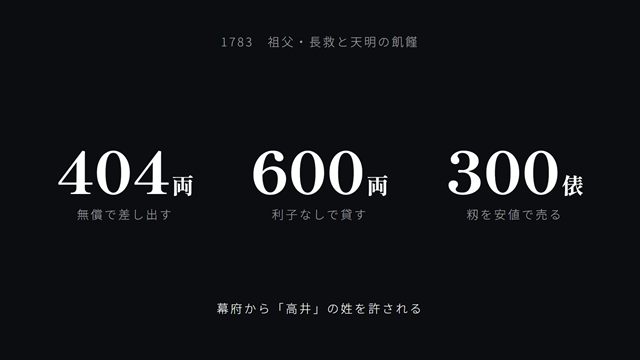 1783　祖父・長救と天明の飢饉
404両　600両　300俵
無償で差し出す　利子なしで貸す　籾を安値で売る
幕府から「高井」の姓を許される